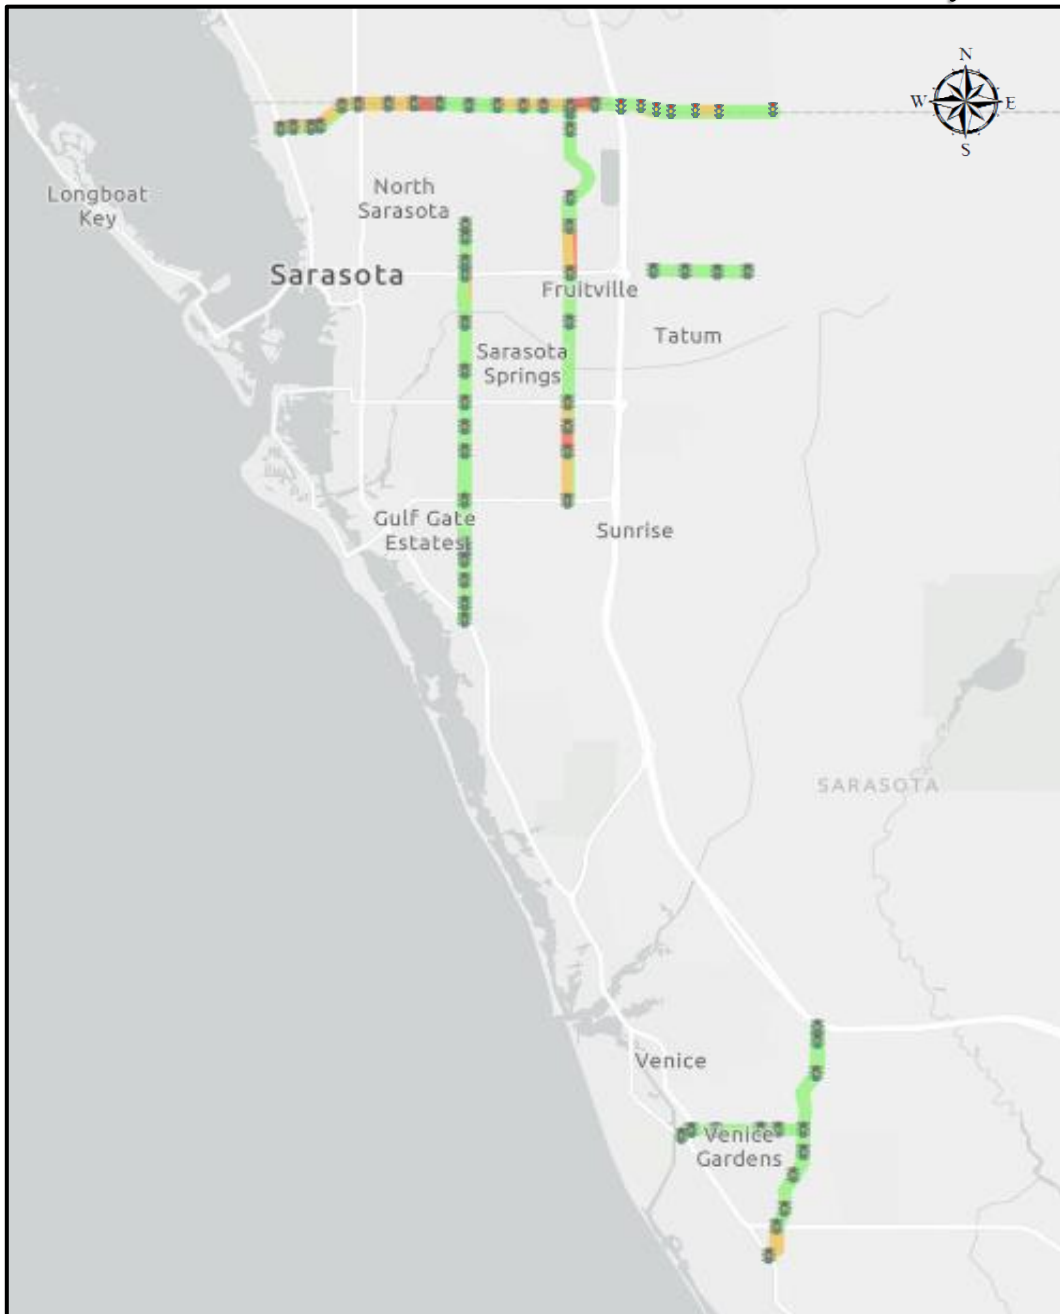 N
W E
S
Longboat
Key
North
Sarasota
Sarasota
Fruitville
Tatum
Sarasota
Springs
Gulf Gate
Estates
Sunrise
SARASOTA
Venice
Venice
Gardens